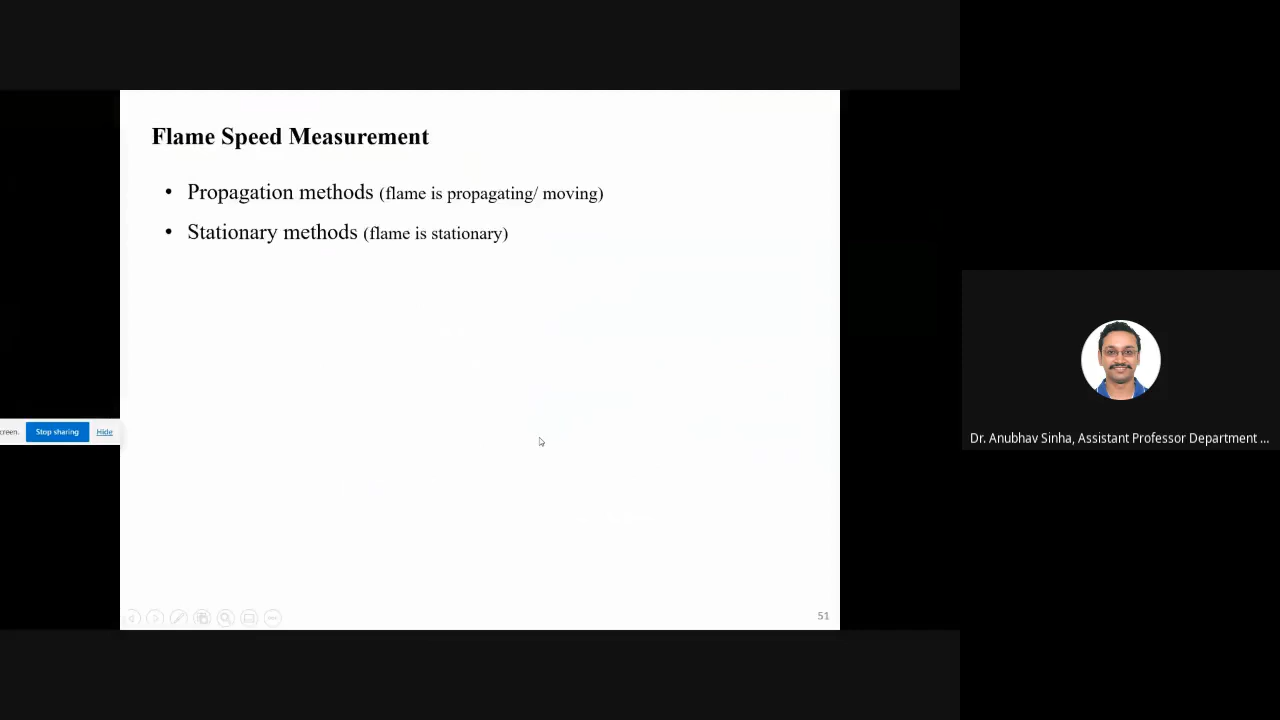 Flame Speed Measurement
• Propagation methods (flame is propagating/ moving)
• Stationary methods (flame is stationary)
creen. Stop sharing Hide
Dr. Anubhav Sinha, Assistant Professor Department ...
51